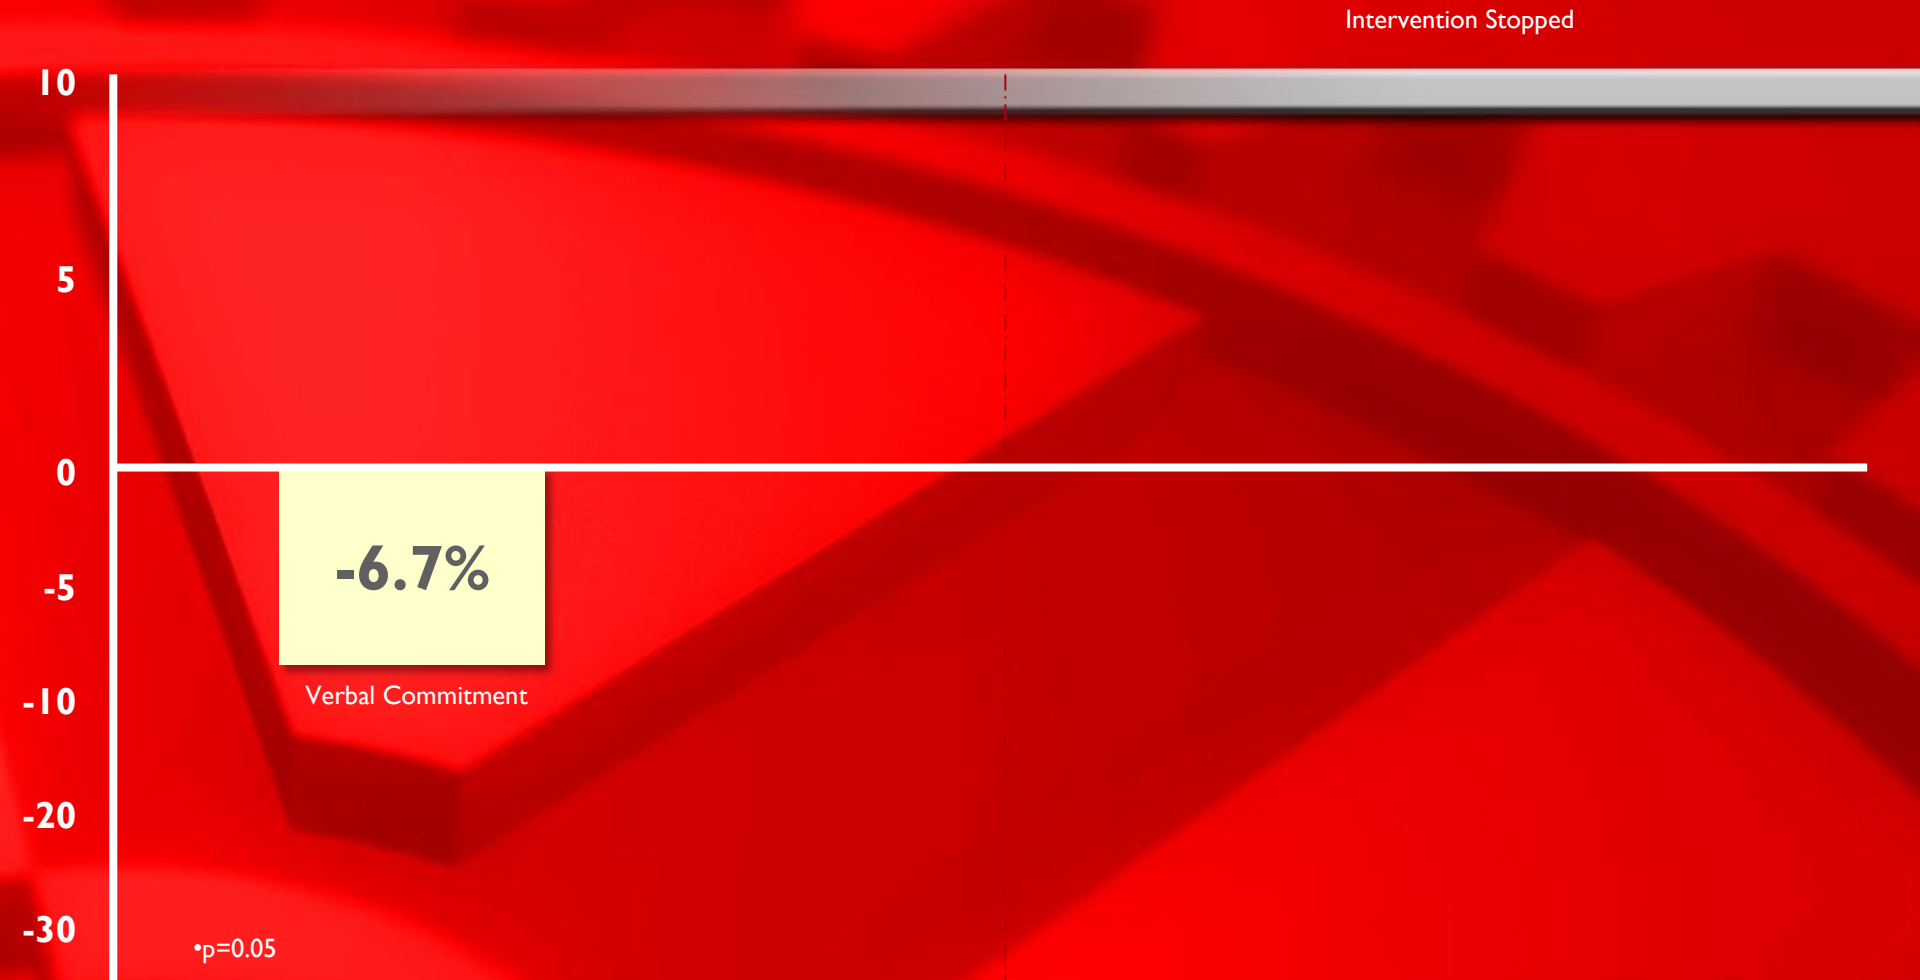 Intervention Stopped
10
5
0
-5
-10
-20
-30
-6.7%
Verbal Commitment
•p=0.05